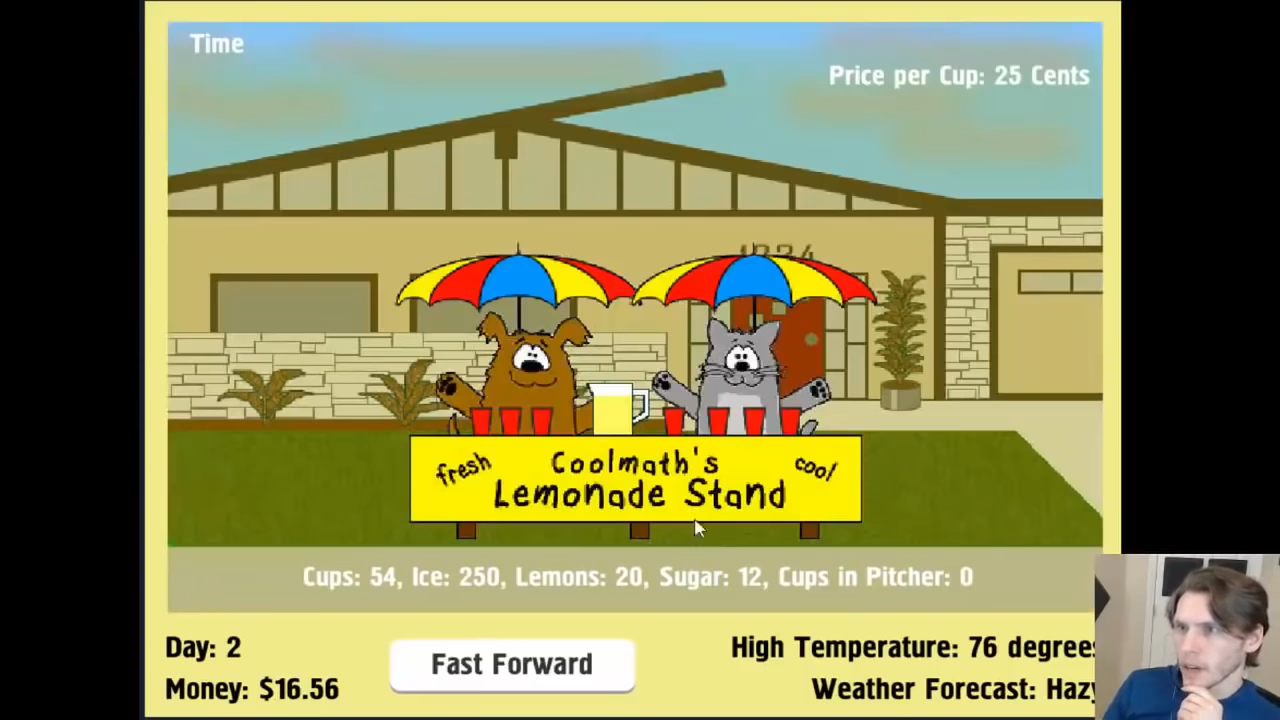 Time
Price per Cup: 25 Cents
1234
fresh
Coolmath's
cool
Lemonade Stand
Cups: 54, Ice: 250, Lemons: 20, Sugar: 12, Cups in Pitcher: 0
Day: 2
Fast Forward
High Temperature: 76 degrees
Money: $16.56
Weather Forecast: Hazy